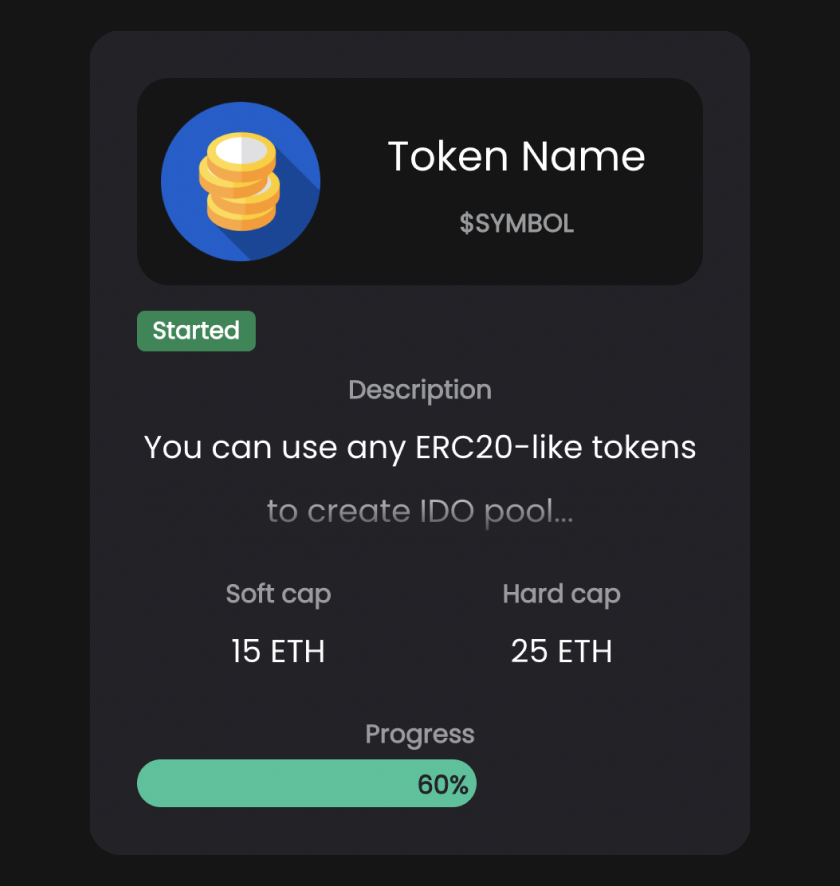 Token Name
$SYMBOL
Started
Description
You can use any ERC20-like tokens
to create IDO pool...
Soft cap
Hard cap
15 ETH
25 ETH
Progress
60%